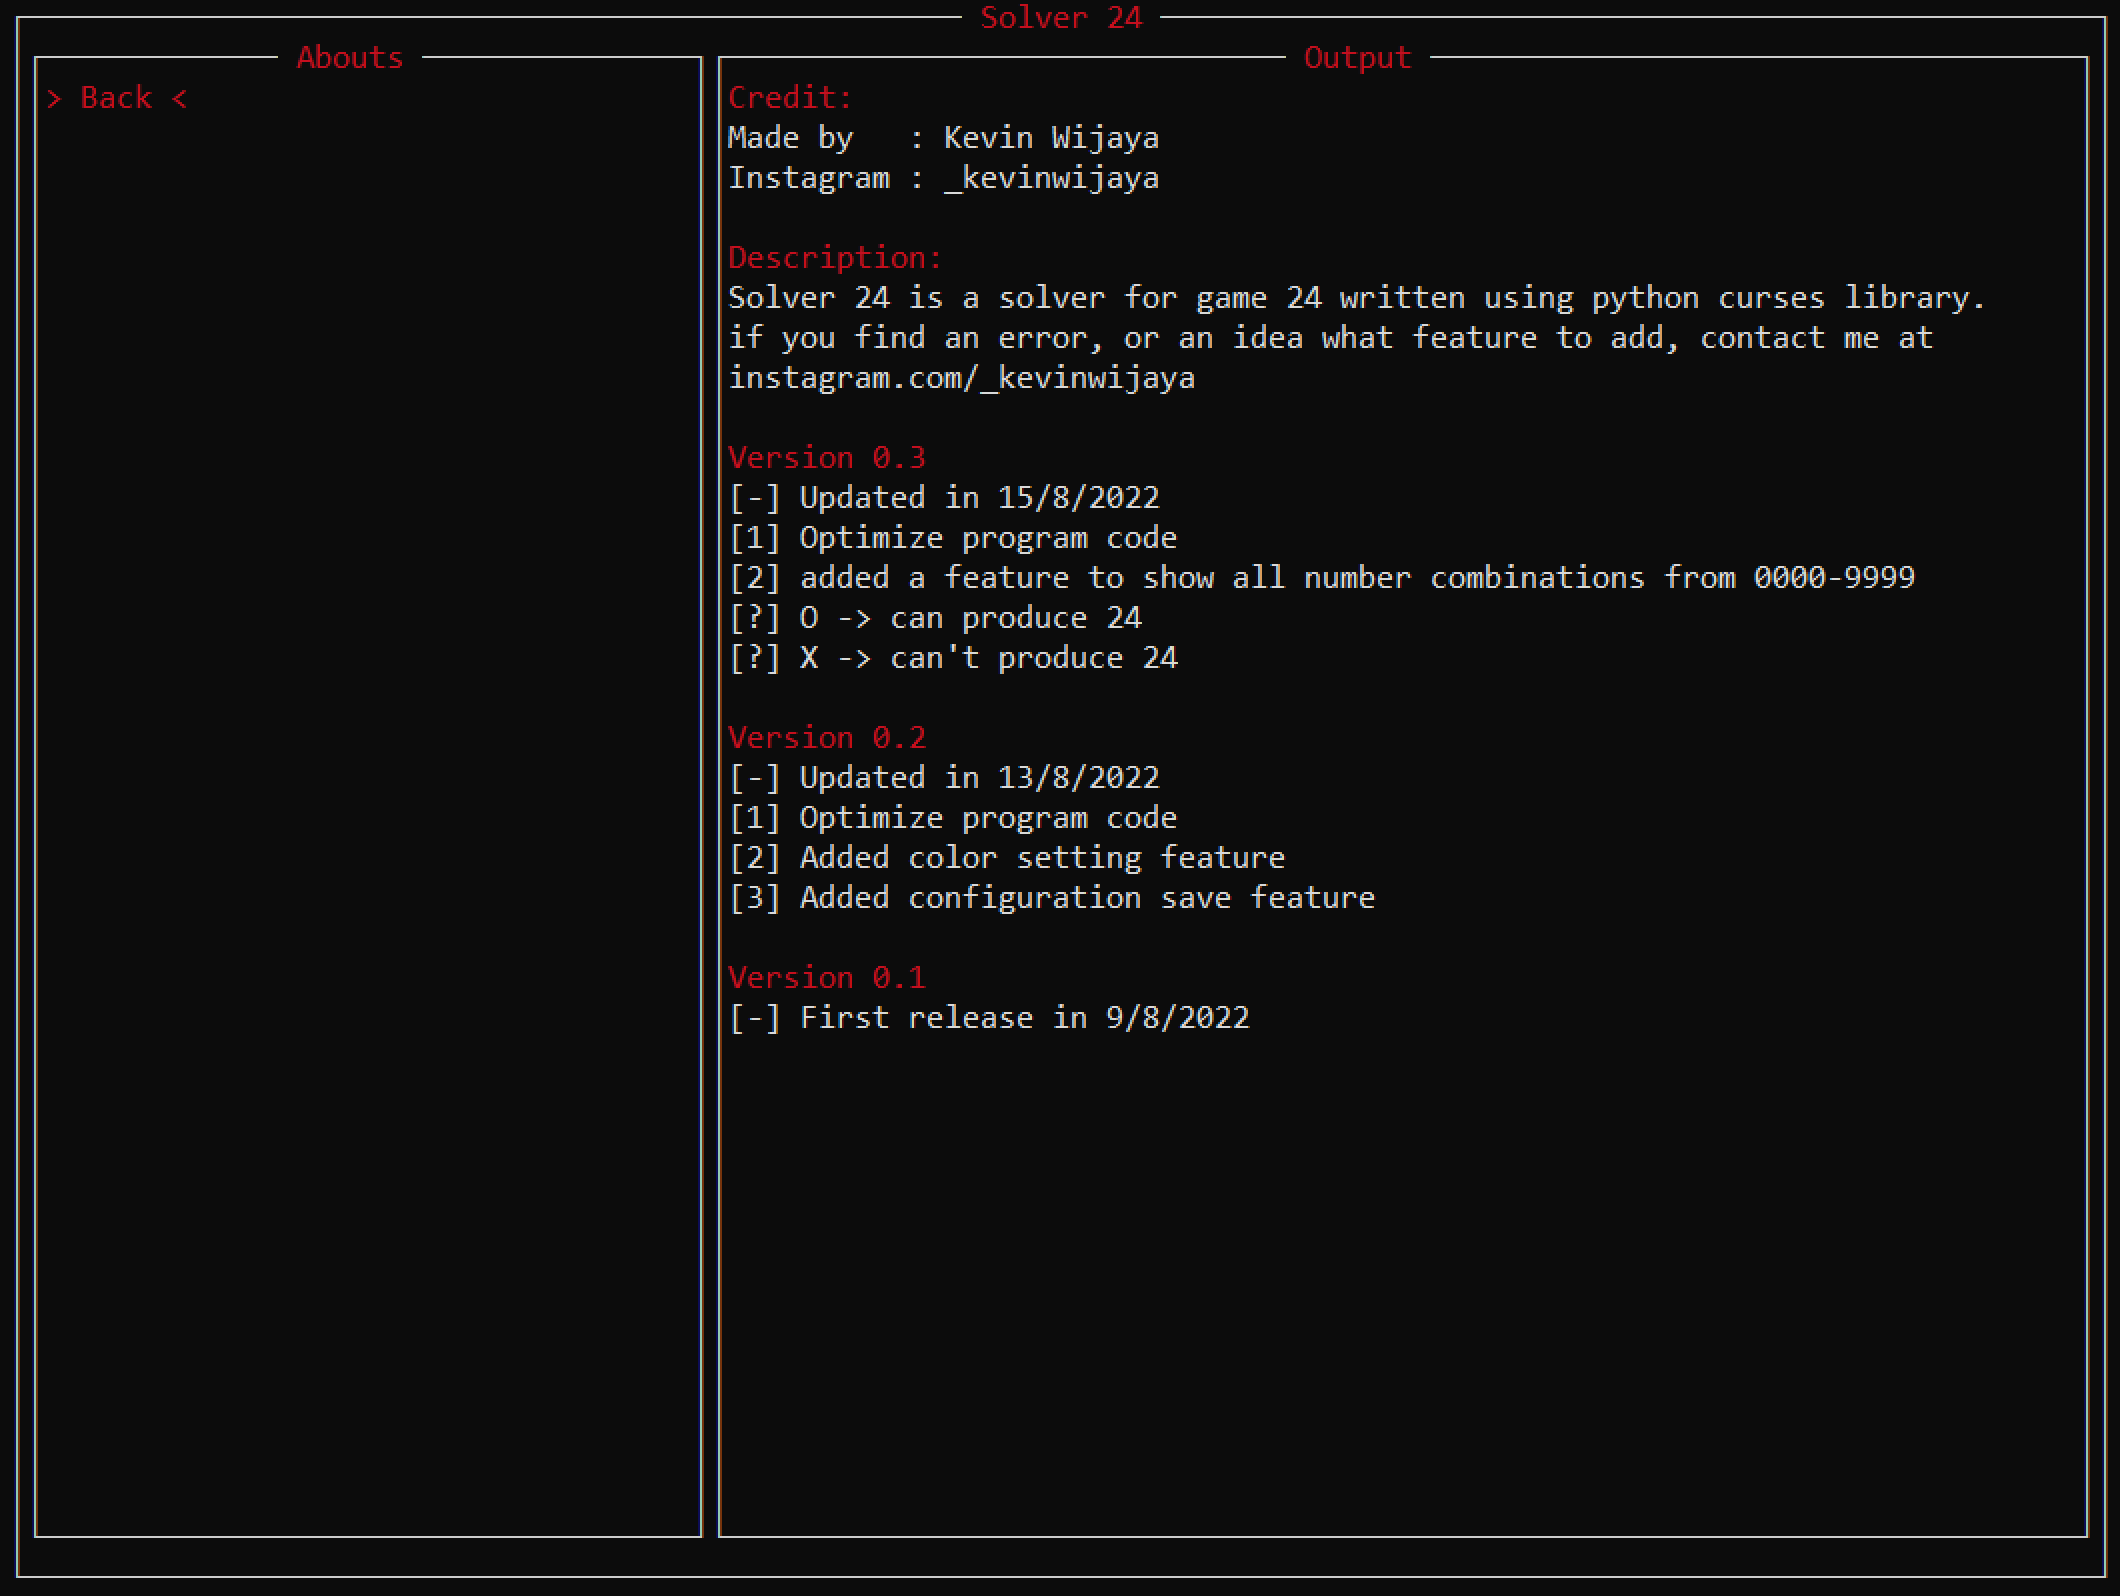 Solver 24
Abouts
> Back <
Output
Credit:
Made by   : Kevin Wijaya
Instagram : _kevinwijaya
Description:
Solver 24 is a solver for game 24 written using python curses library.
if you find an error, or an idea what feature to add, contact me at
instagram.com/_kevinwijaya
Version 0.3
[-] Updated in 15/8/2022
[1] Optimize program code
[2] added a feature to show all number combinations from 0000-9999
[?] O -> can produce 24
[?] X -> can't produce 24
Version 0.2
[-] Updated in 13/8/2022
[1] Optimize program code
[2] Added color setting feature
[3] Added configuration save feature
Version 0.1
[-] First release in 9/8/2022